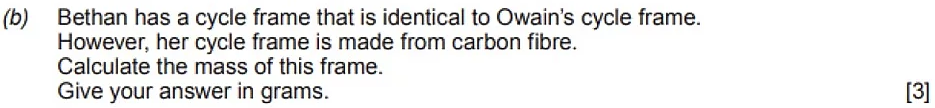 (b) Bethan has a cycle frame that is identical to Owain's cycle frame.
However, her cycle frame is made from carbon fibre.
Calculate the mass of this frame.
Give your answer in grams. [3]